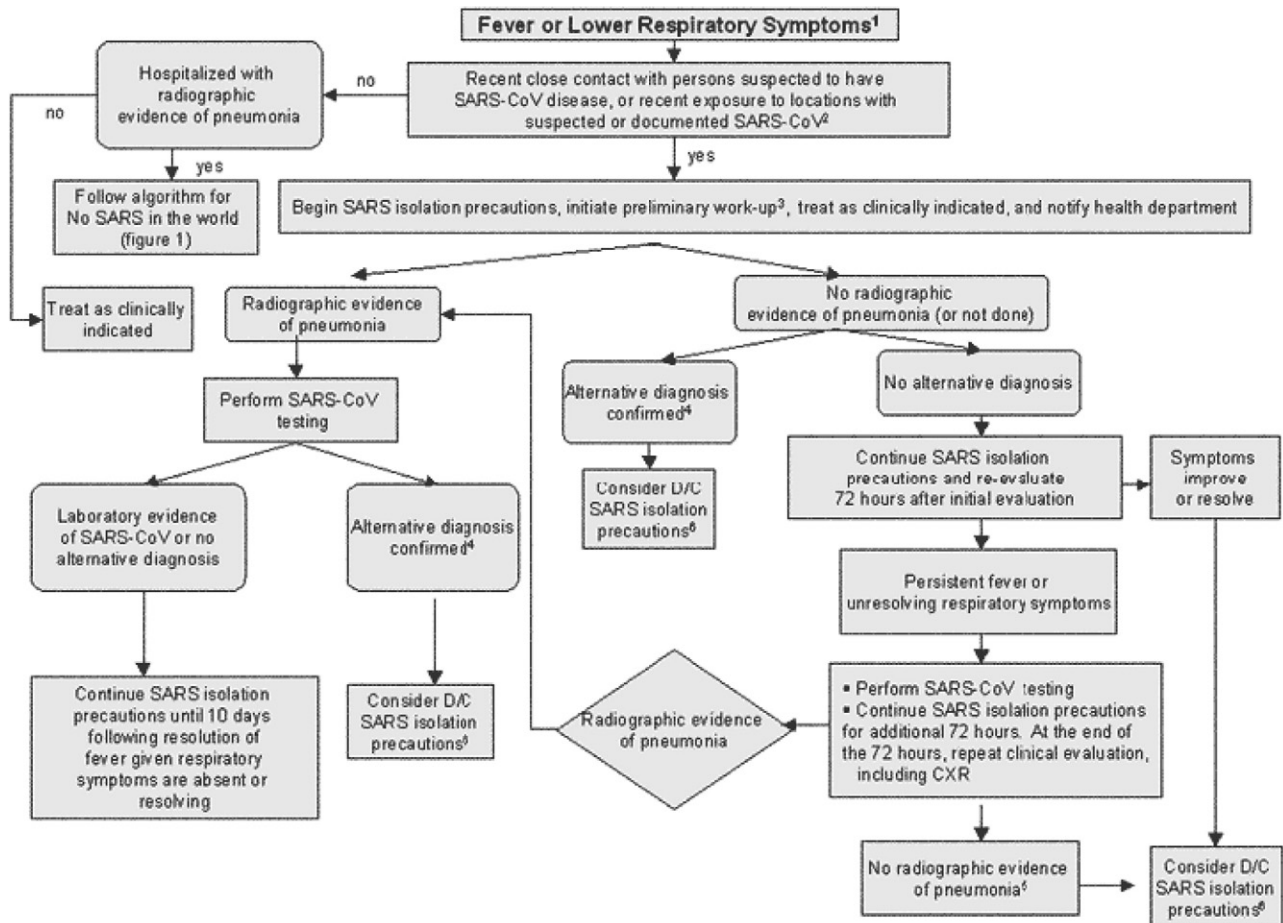 Fever or Lower Respiratory Symptoms1
Hospitalized with
radiographic
evidence of pneumonia
no
Recent close contact with persons suspected to have
SARS-CoV disease, or recent exposure to locations with
suspected or documented SARS-CoV2
no
yes
yes
Follow algorithm for
No SARS in the world
(figure 1)
Begin SARS isolation precautions, initiate preliminary work-up3, treat as clinically indicated, and notify health department
Treat as clinically
indicated
Radiographic evidence
of pneumonia
No radiographic
evidence of pneumonia (or not done)
Perform SARS-CoV
testing
Alternative diagnosis
confirmed4
No alternative diagnosis
Consider D/C
SARS isolation
precautions6
Continue SARS isolation
precautions and re-evaluate
72 hours after initial evaluation
Symptoms
improve
or resolve
Laboratory evidence
of SARS-CoV or no
alternative diagnosis
Alternative diagnosis
confirmed4
Persistent fever or
unresolving respiratory symptoms
Continue SARS isolation
precautions until 10 days
following resolution of
fever given respiratory
symptoms are absent or
resolving
Consider D/C
SARS isolation
precautions6
Radiographic evidence
of pneumonia
▪ Perform SARS-CoV testing
▪ Continue SARS isolation precautions
for additional 72 hours. At the end of
the 72 hours, repeat clinical evaluation,
including CXR
No radiographic evidence
of pneumonia5
Consider D/C
SARS isolation
precautions6